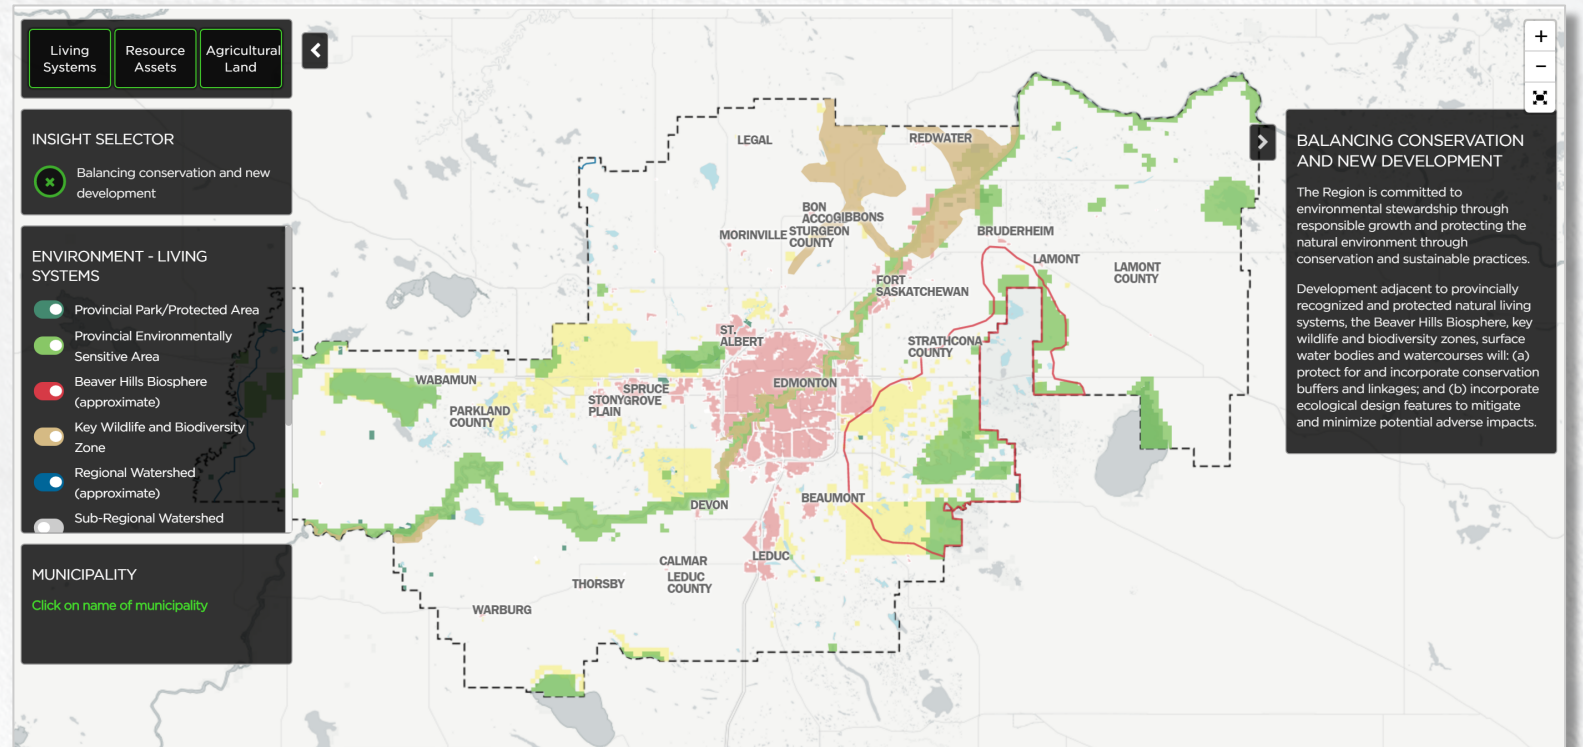 Living
Systems
Resource
Assets
Agricultural
Land
INSIGHT SELECTOR
Balancing conservation and new
development
ENVIRONMENT - LIVING
SYSTEMS
Provincial Park/Protected Area
Provincial Environmentally
Sensitive Area
Beaver Hills Biosphere
(approximate)
Key Wildlife and Biodiversity
Zone
Regional Watershed
(approximate)
Sub-Regional Watershed
MUNICIPALITY
Click on name of municipality
LEGAL
REDWATER
BON
ACCO
GIBBONS
MORINVILLE
STURGEON
COUNTY
BRUDERHEIM
LAMONT
LAMONT
COUNTY
FORT
SASKATCHEWAN
ST.
ALBERT
STRATHCONA
COUNTY
WABAMUN
EDMONTON
SPRUCE
GROVE
STONY
PLAIN
PARKLAND
COUNTY
BEAUMONT
DEVON
LEDUC
CALMAR
LEDUC
COUNTY
THORSBY
WARBURG
+
−
BALANCING CONSERVATION
AND NEW DEVELOPMENT
The Region is committed to
environmental stewardship through
responsible growth and protecting the
natural environment through
conservation and sustainable practices.
Development adjacent to provincially
recognized and protected natural living
systems, the Beaver Hills Biosphere, key
wildlife and biodiversity zones, surface
water bodies and watercourses will: (a)
protect for and incorporate conservation
buffers and linkages; and (b) incorporate
ecological design features to mitigate
and minimize potential adverse impacts.